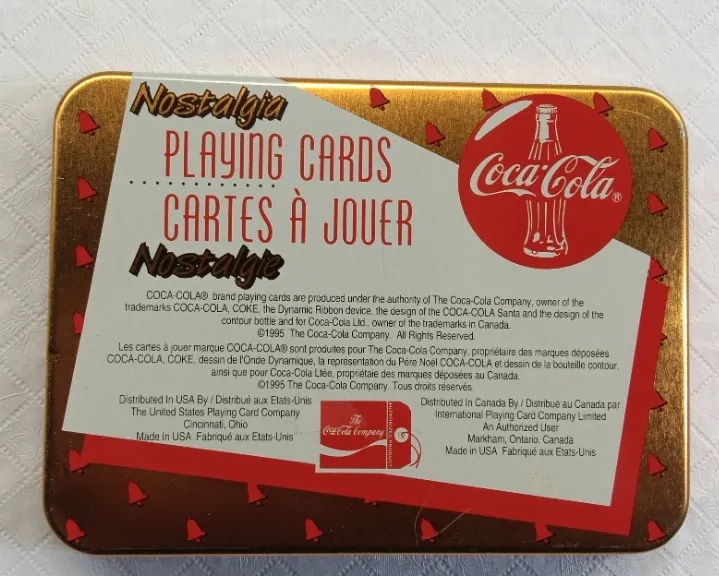 Nostalgia
PLAYING CARDS
CARTES À JOUER
Nostalgie
Coca-Cola®
COCA-COLA® brand playing cards are produced under the authority of The Coca-Cola Company, owner of the
trademarks COCA-COLA, COKE, the Dynamic Ribbon device, the design of the COCA-COLA Santa and the design of the
contour bottle and for Coca-Cola Ltd., owner of the trademarks in Canada.
©1995 The Coca-Cola Company. All Rights Reserved.
Les cartes à jouer marque COCA-COLA® sont produites pour The Coca-Cola Company, propriétaire des marques déposées
COCA-COLA, COKE, dessin de l'Onde Dynamique, la representation du Père Noël COCA-COLA et dessin de la bouteille contour,
ainsi que pour Coca-Cola Ltée, propriétaie des marques déposées au Canada.
©1995 The Coca-Cola Company. Tous droits réservés.
Distributed In USA By / Distribué aux Etats-Unis
The United States Playing Card Company
Cincinnati, Ohio
Made In USA Fabriqué aux Etats-Unis
The
Coca-Cola Company
AUTHORIZED PRODUCT
Distributed In Canada By / Distribué au Canada par
International Playing Card Company Limited
An Authorized User
Markham, Ontario, Canada
Made in USA Fabriqué aux Etats-Unis